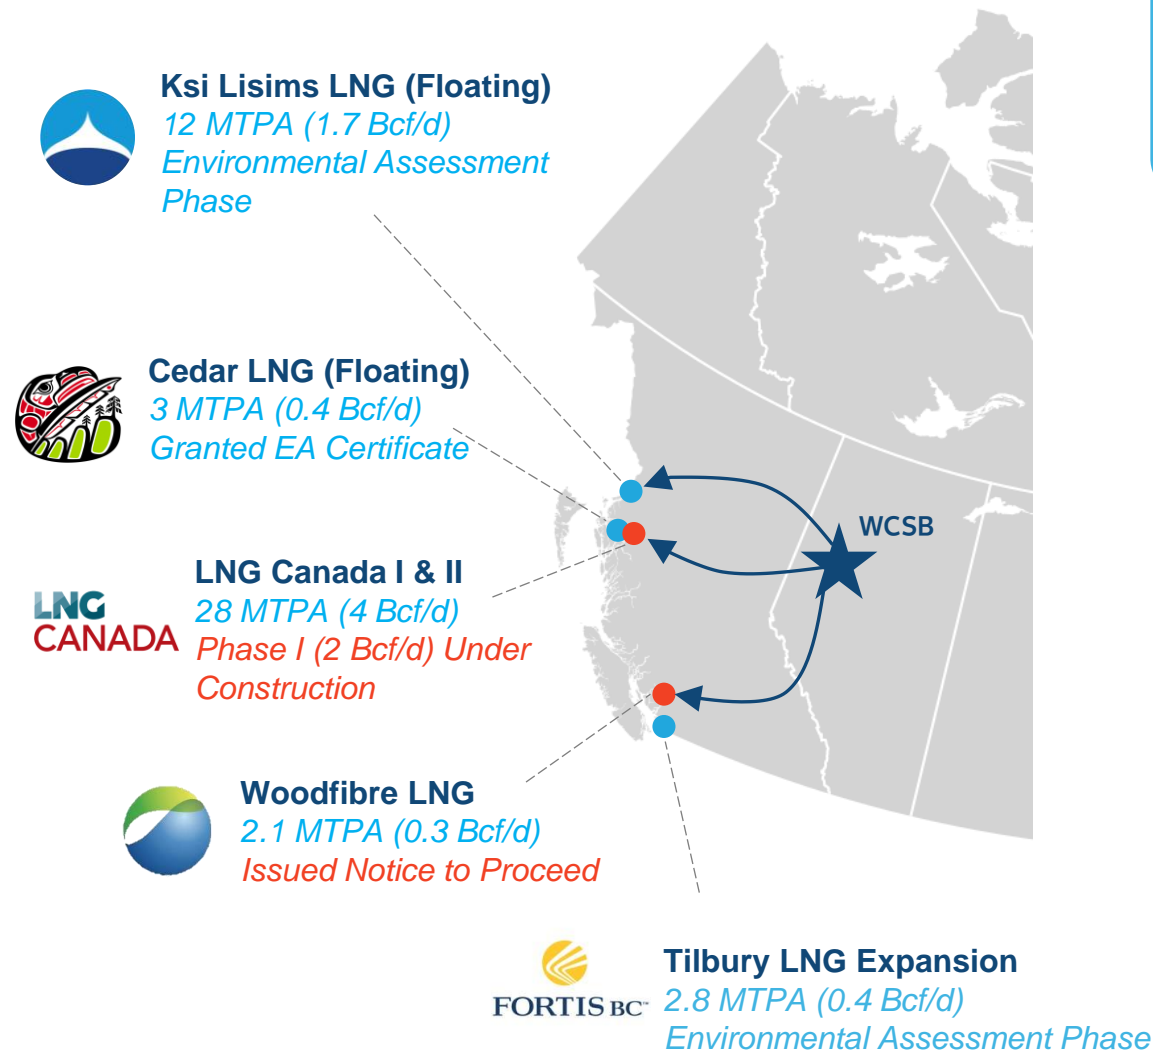 Ksi Lisims LNG (Floating)
12 MTPA (1.7 Bcf/d)
Environmental Assessment
Phase
Cedar LNG (Floating)
3 MTPA (0.4 Bcf/d)
Granted EA Certificate
WCSB
LNG Canada I & II
28 MTPA (4 Bcf/d)
Phase I (2 Bcf/d) Under
Construction
LNG
CANADA
Woodfibre LNG
2.1 MTPA (0.3 Bcf/d)
Issued Notice to Proceed
Tilbury LNG Expansion
2.8 MTPA (0.4 Bcf/d)
Environmental Assessment Phase
FORTIS BC™